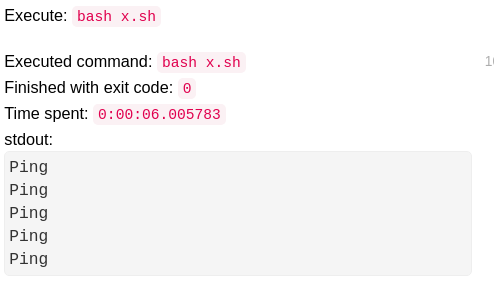 Execute: bash x.sh
Executed command: bash x.sh
Finished with exit code: 0
Time spent: 0:00:06.005783
stdout:
Ping
Ping
Ping
Ping
Ping